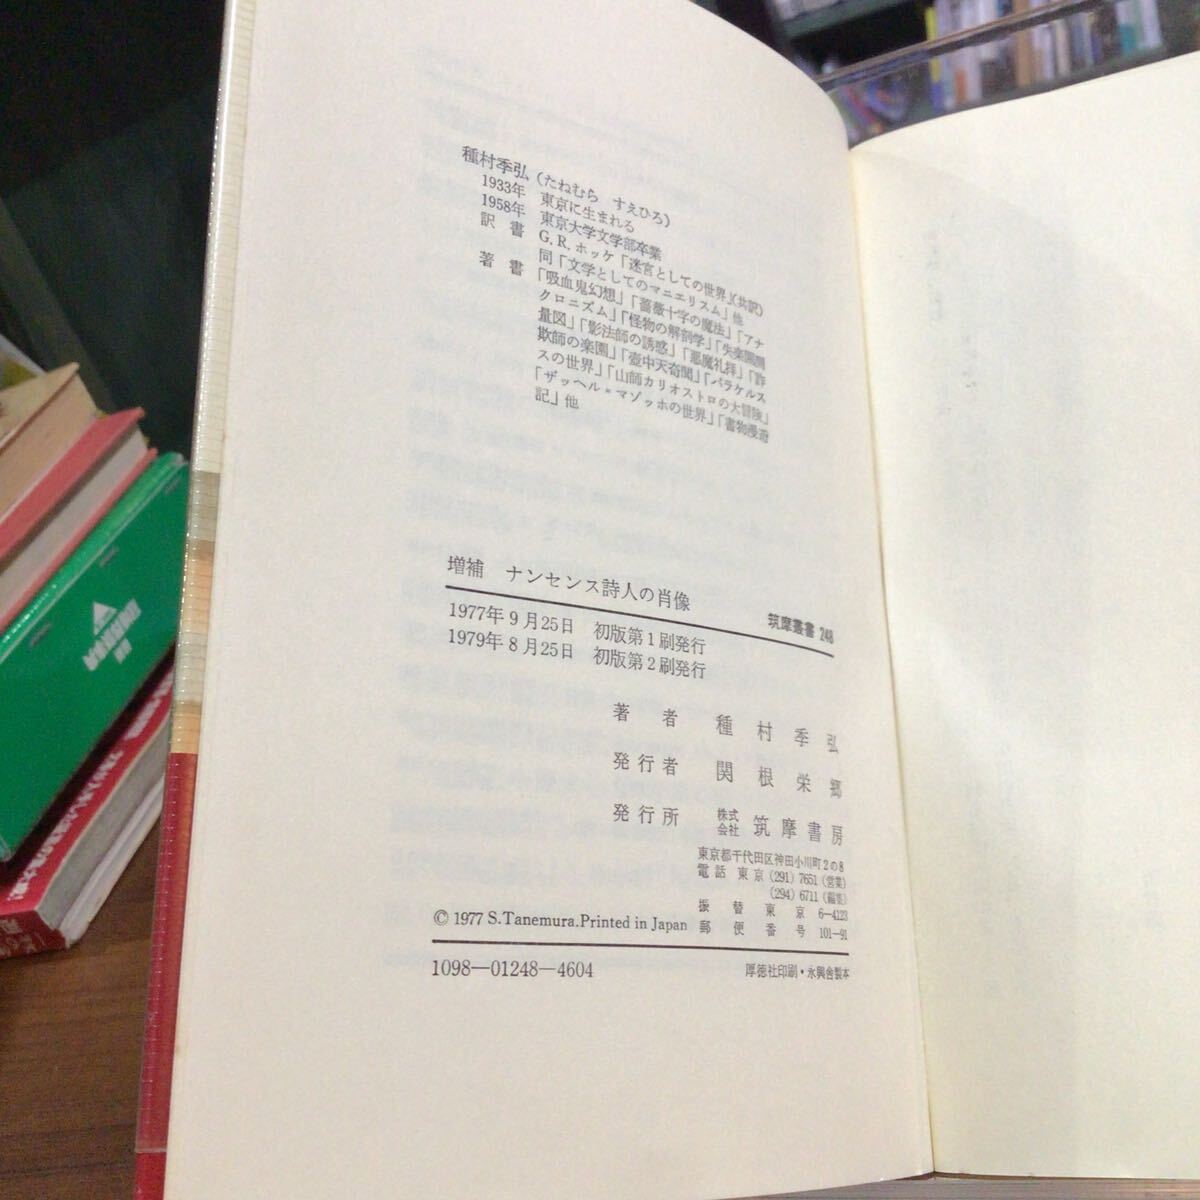 種村季弘(たねむら すえひろ)
1933年 東京に生まれる
1958年 東京大学文学部卒業
訳書 G.R.ホッケ「迷宮としての世界」(共訳)
同「文学としてのマニエリスム」他
著書「吸血鬼幻想」「薔薇十字の魔法」「アナ
クロニズム」「怪物の解剖学」「失楽園測
量図」「影法師の誘惑」「悪魔礼拝」「詐
欺師の楽園」「壺中天奇聞」「パラケルス
スの世界」「山師カリオストロの大冒険」
「ザッヘル=マゾッホの世界」「書物漫遊
記」他
増補 ナンセンス詩人の肖像
筑摩叢書 248
1977年9月25日 初版第1刷発行
1979年8月25日 初版第2刷発行
著者 種村季弘
発行者 関根栄郷
発行所 株式会社 筑摩書房
東京都千代田区神田小川町2の8
電話 東京(291)7651(営業)
(294)6711(編集)
振替東京 6—4123
郵便番号 101—91
© 1977 S.Tanemura. Printed in Japan
1098—01248—4604
厚徳社印刷・永興舎製本